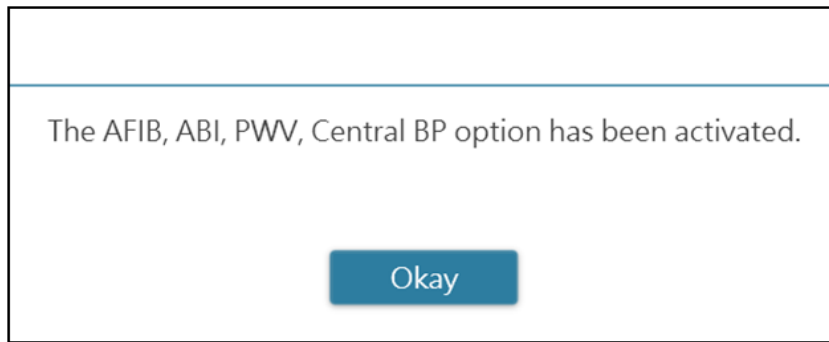 The AFIB, ABI, PWV, Central BP option has been activated.
Okay